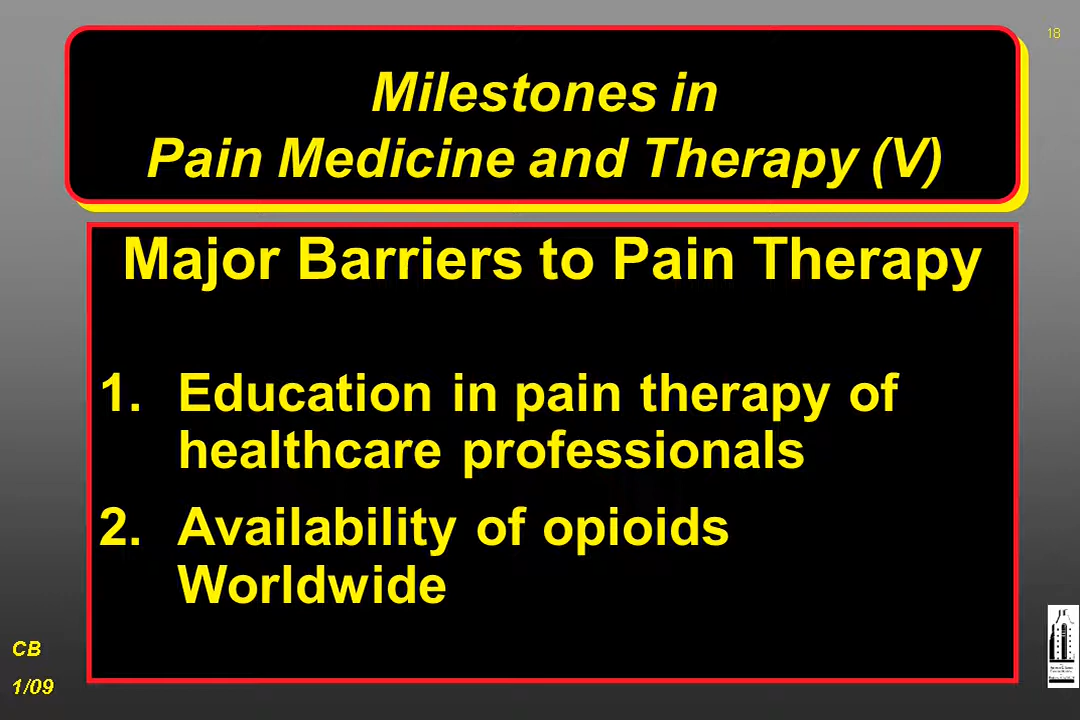 18
Milestones in
Pain Medicine and Therapy (V)
Major Barriers to Pain Therapy
1. Education in pain therapy of
healthcare professionals
2. Availability of opioids
Worldwide
CB
1/09